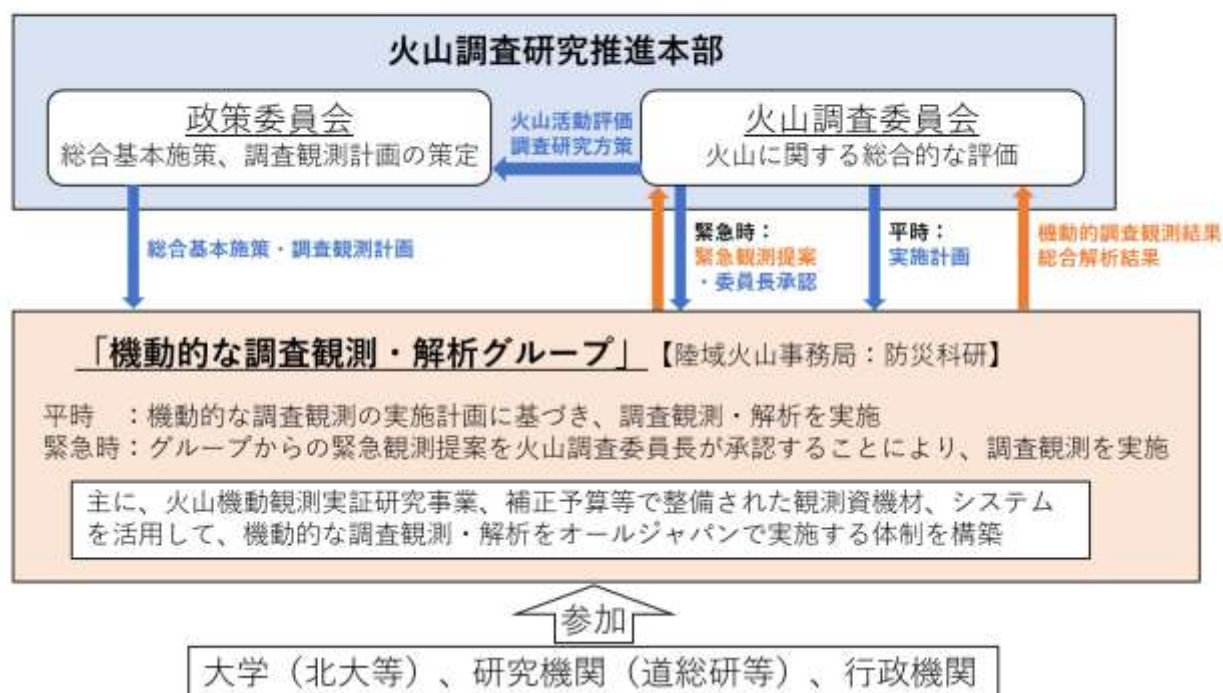 火山調査研究推進本部
政策委員会
総合基本施策、調査観測計画の策定
火山活動評価
調査研究方策
火山調査委員会
火山に関する総合的な評価
総合基本施策・調査観測計画
緊急時：
緊急観測提案
・委員長承認
平時：
実施計画
機動的調査観測結果
総合解析結果
「機動的な調査観測・解析グループ」【陸域火山事務局：防災科研】
平時　：機動的な調査観測の実施計画に基づき、調査観測・解析を実施
緊急時：グループからの緊急観測提案を火山調査委員長が承認することにより、調査観測を実施
主に、火山機動観測実証研究事業、補正予算等で整備された観測資機材、システム
を活用して、機動的な調査観測・解析をオールジャパンで実施する体制を構築
参加
大学（北大等）、研究機関（道総研等）、行政機関